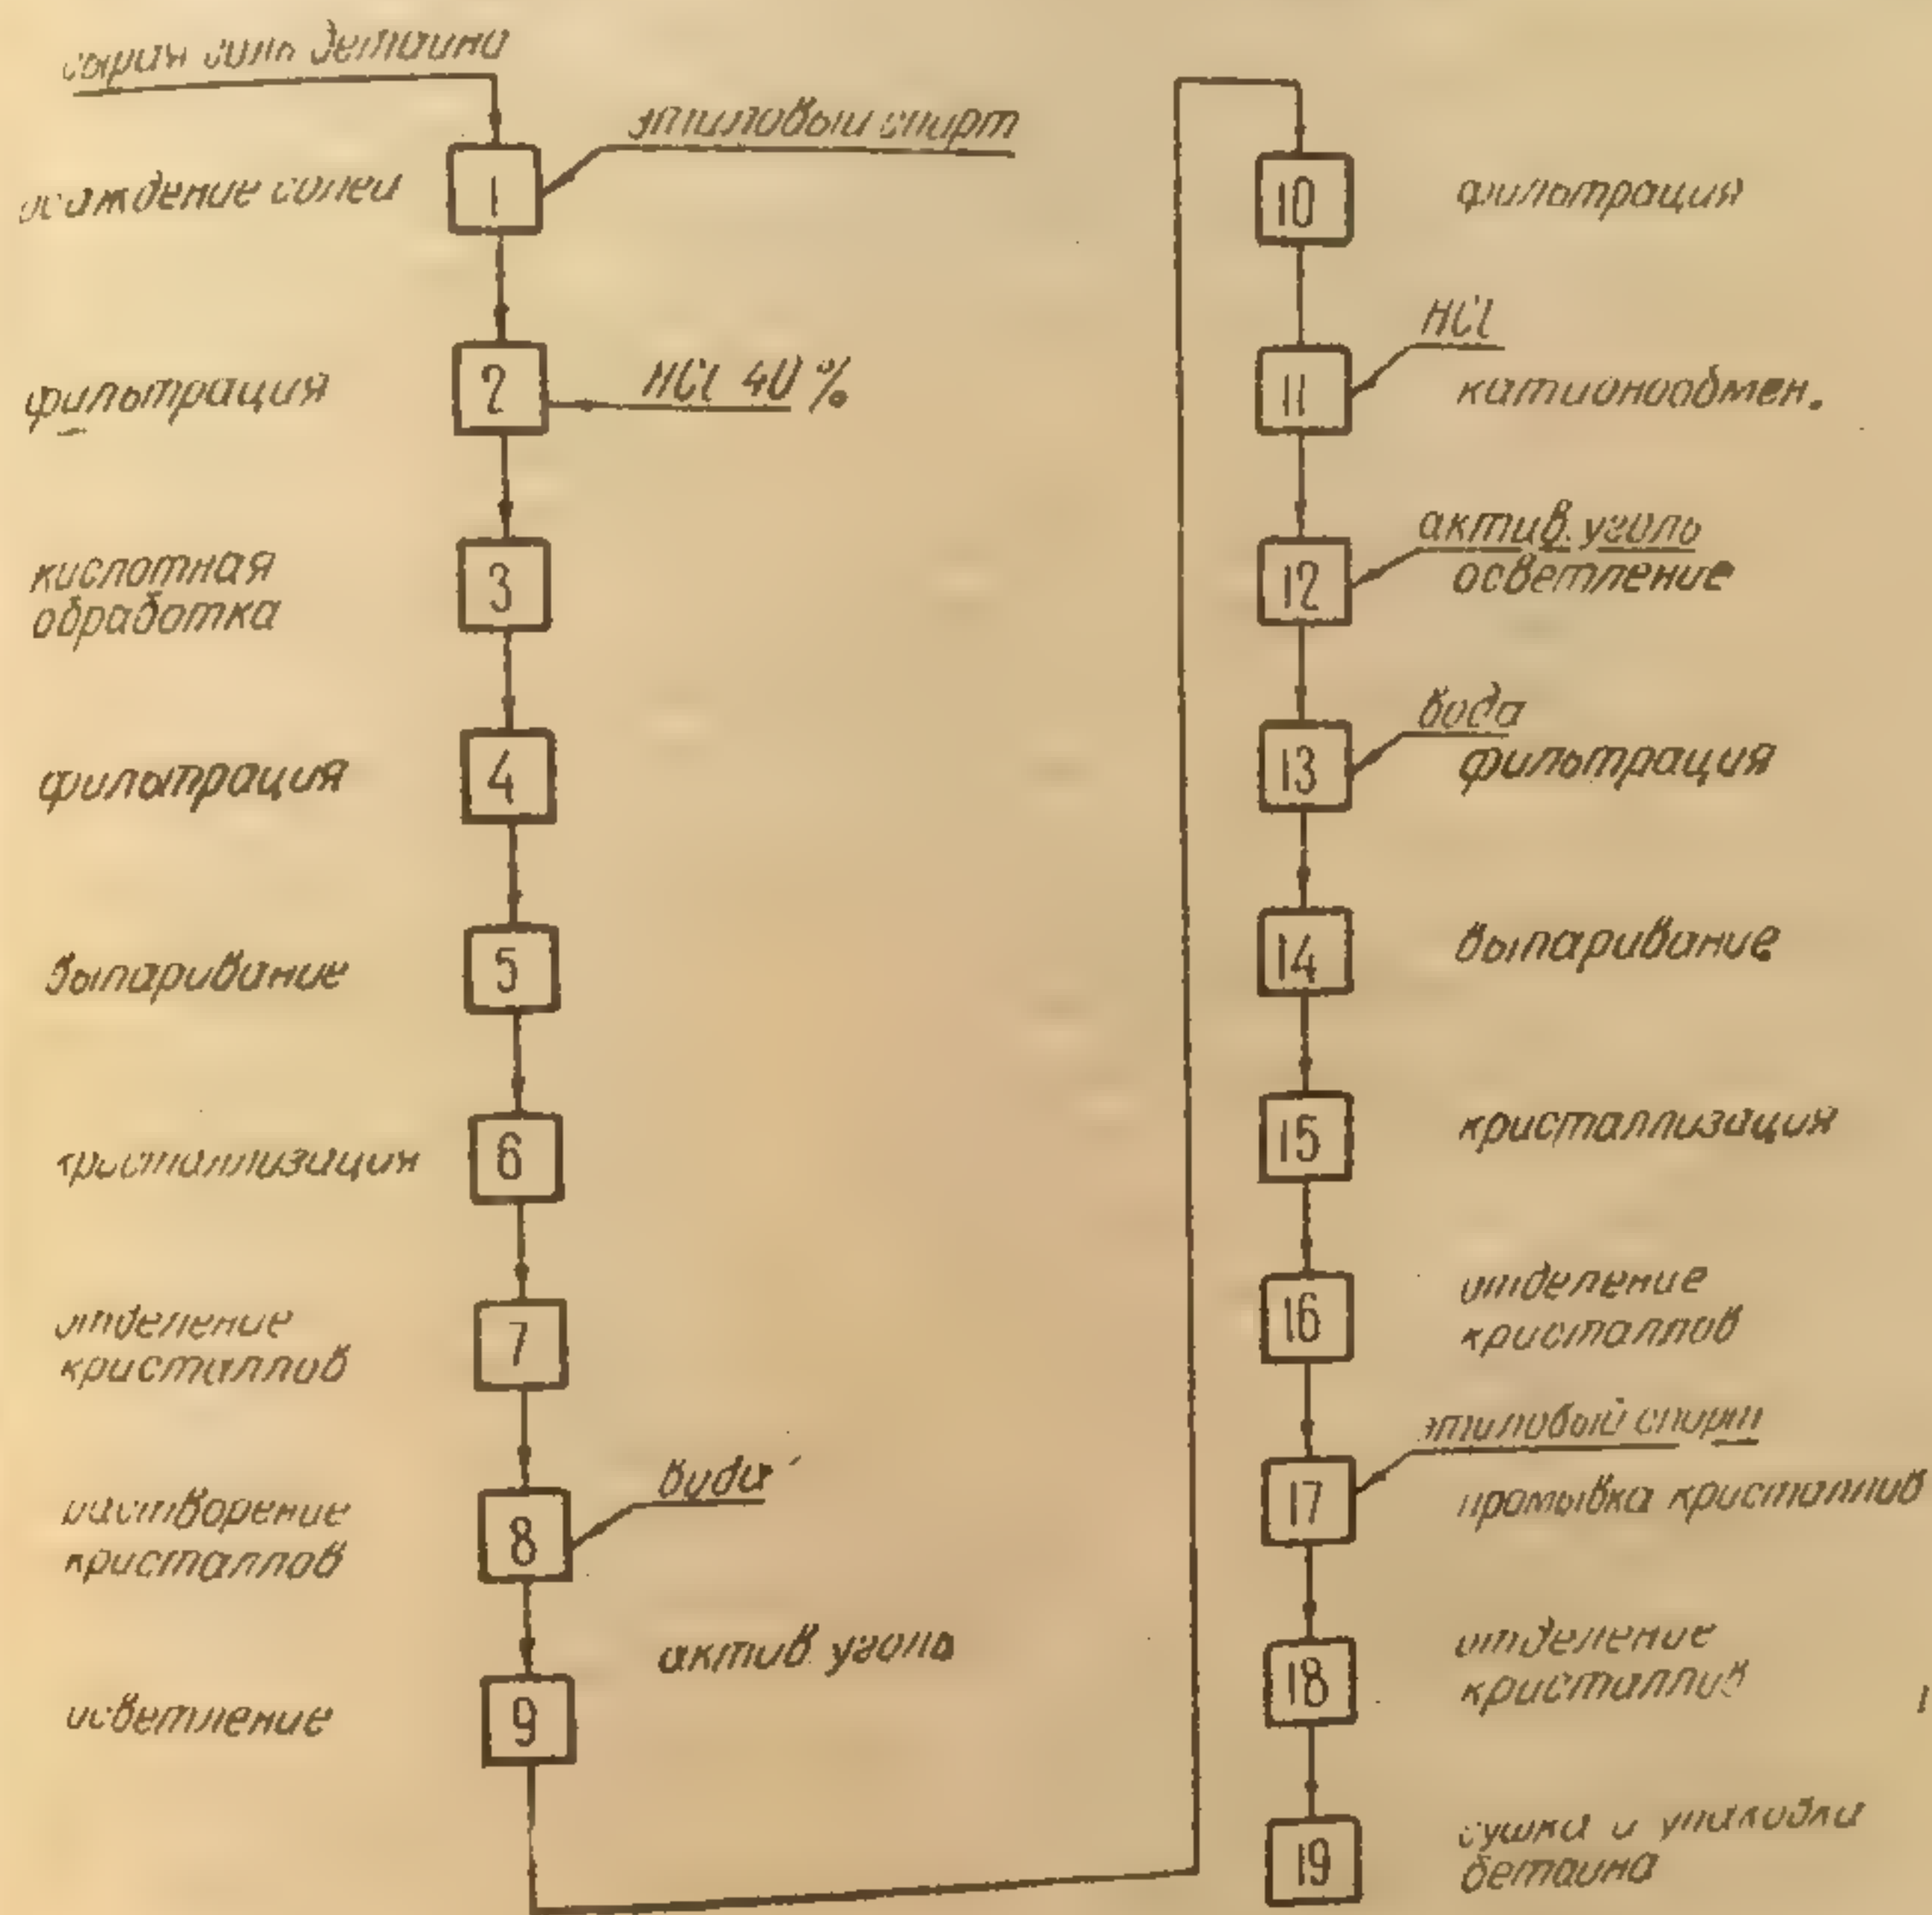 сырая соль бетаина
этиловый спирт
осаждение солей
1
фильтрация
2
HCl 40 %
кислотная
обработка
3
фильтрация
4
выпаривание
5
кристаллизация
6
отделение
кристаллов
7
растворение
кристаллов
8
вода
актив. уголь
осветление
9
10
фильтрация
HCl
11
катионообмен.
актив. уголь
12
осветление
вода
13
фильтрация
14
выпаривание
15
кристаллизация
16
отделение
кристаллов
этиловый спирт
17
промывка кристаллов
18
отделение
кристаллов
19
сушка и упаковка
бетаина